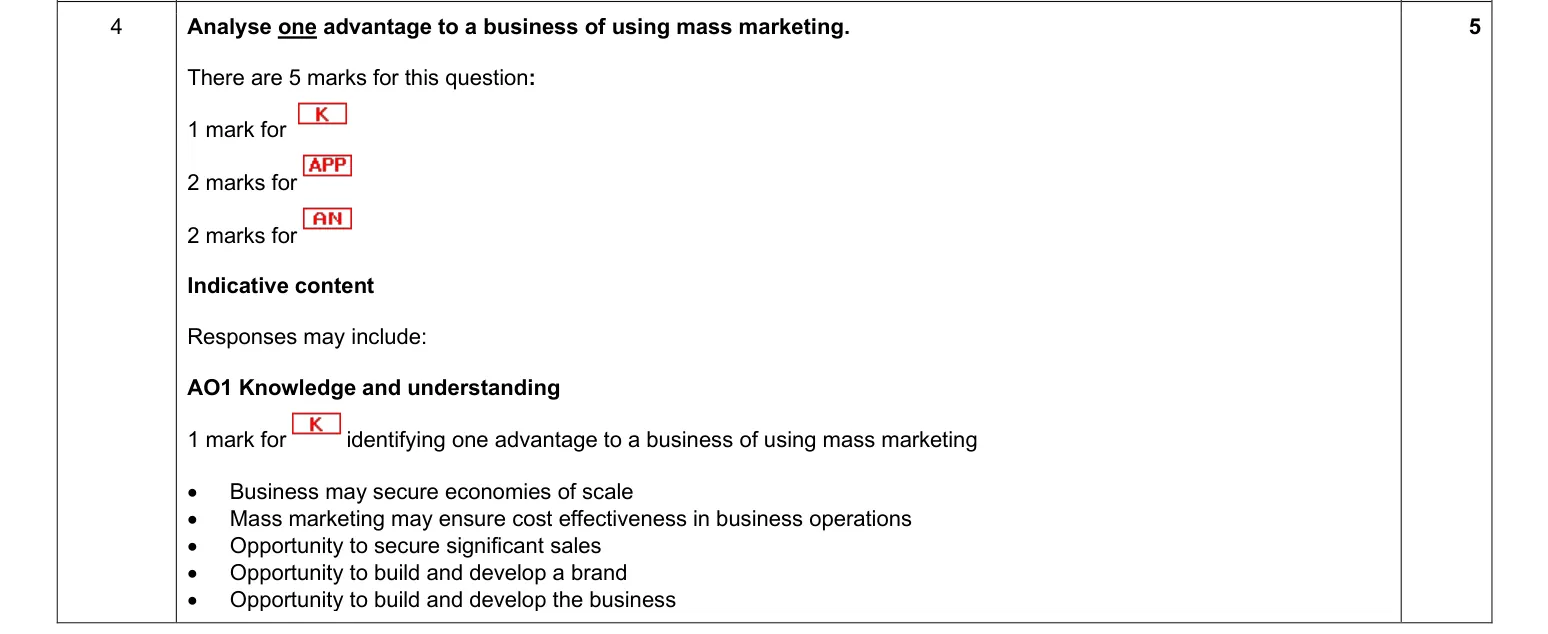 4 Analyse one advantage to a business of using mass marketing. 5
There are 5 marks for this question:
1 mark for K
2 marks for APP
2 marks for AN
Indicative content
Responses may include:
AO1 Knowledge and understanding
1 mark for K identifying one advantage to a business of using mass marketing
• Business may secure economies of scale
• Mass marketing may ensure cost effectiveness in business operations
• Opportunity to secure significant sales
• Opportunity to build and develop a brand
• Opportunity to build and develop the business